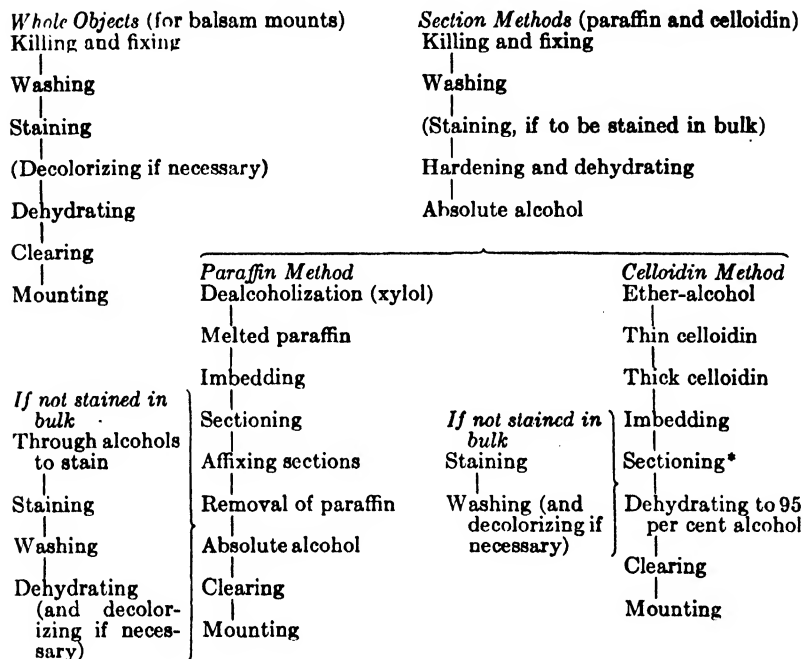 Whole Objects (for balsam mounts)
Killing and fixing
Washing
Staining
(Decolorizing if necessary)
Dehydrating
Clearing
Mounting
Section Methods (paraffin and celloidin)
Killing and fixing
Washing
(Staining, if to be stained in bulk)
Hardening and dehydrating
Absolute alcohol
Paraffin Method
Dealcoholization (xylol)
Melted paraffin
Imbedding
Sectioning
Affixing sections
Removal of paraffin
Absolute alcohol
Clearing
Mounting
If not stained in
bulk
Through alcohols
to stain
Staining
Washing
Dehydrating
(and decolor-
izing if neces-
sary)
Celloidin Method
Ether-alcohol
Thin celloidin
Thick celloidin
Imbedding
Sectioning*
Dehydrating to 95
per cent alcohol
Clearing
Mounting
If not stained in
bulk
Staining
Washing (and
decolorizing if
necessary)